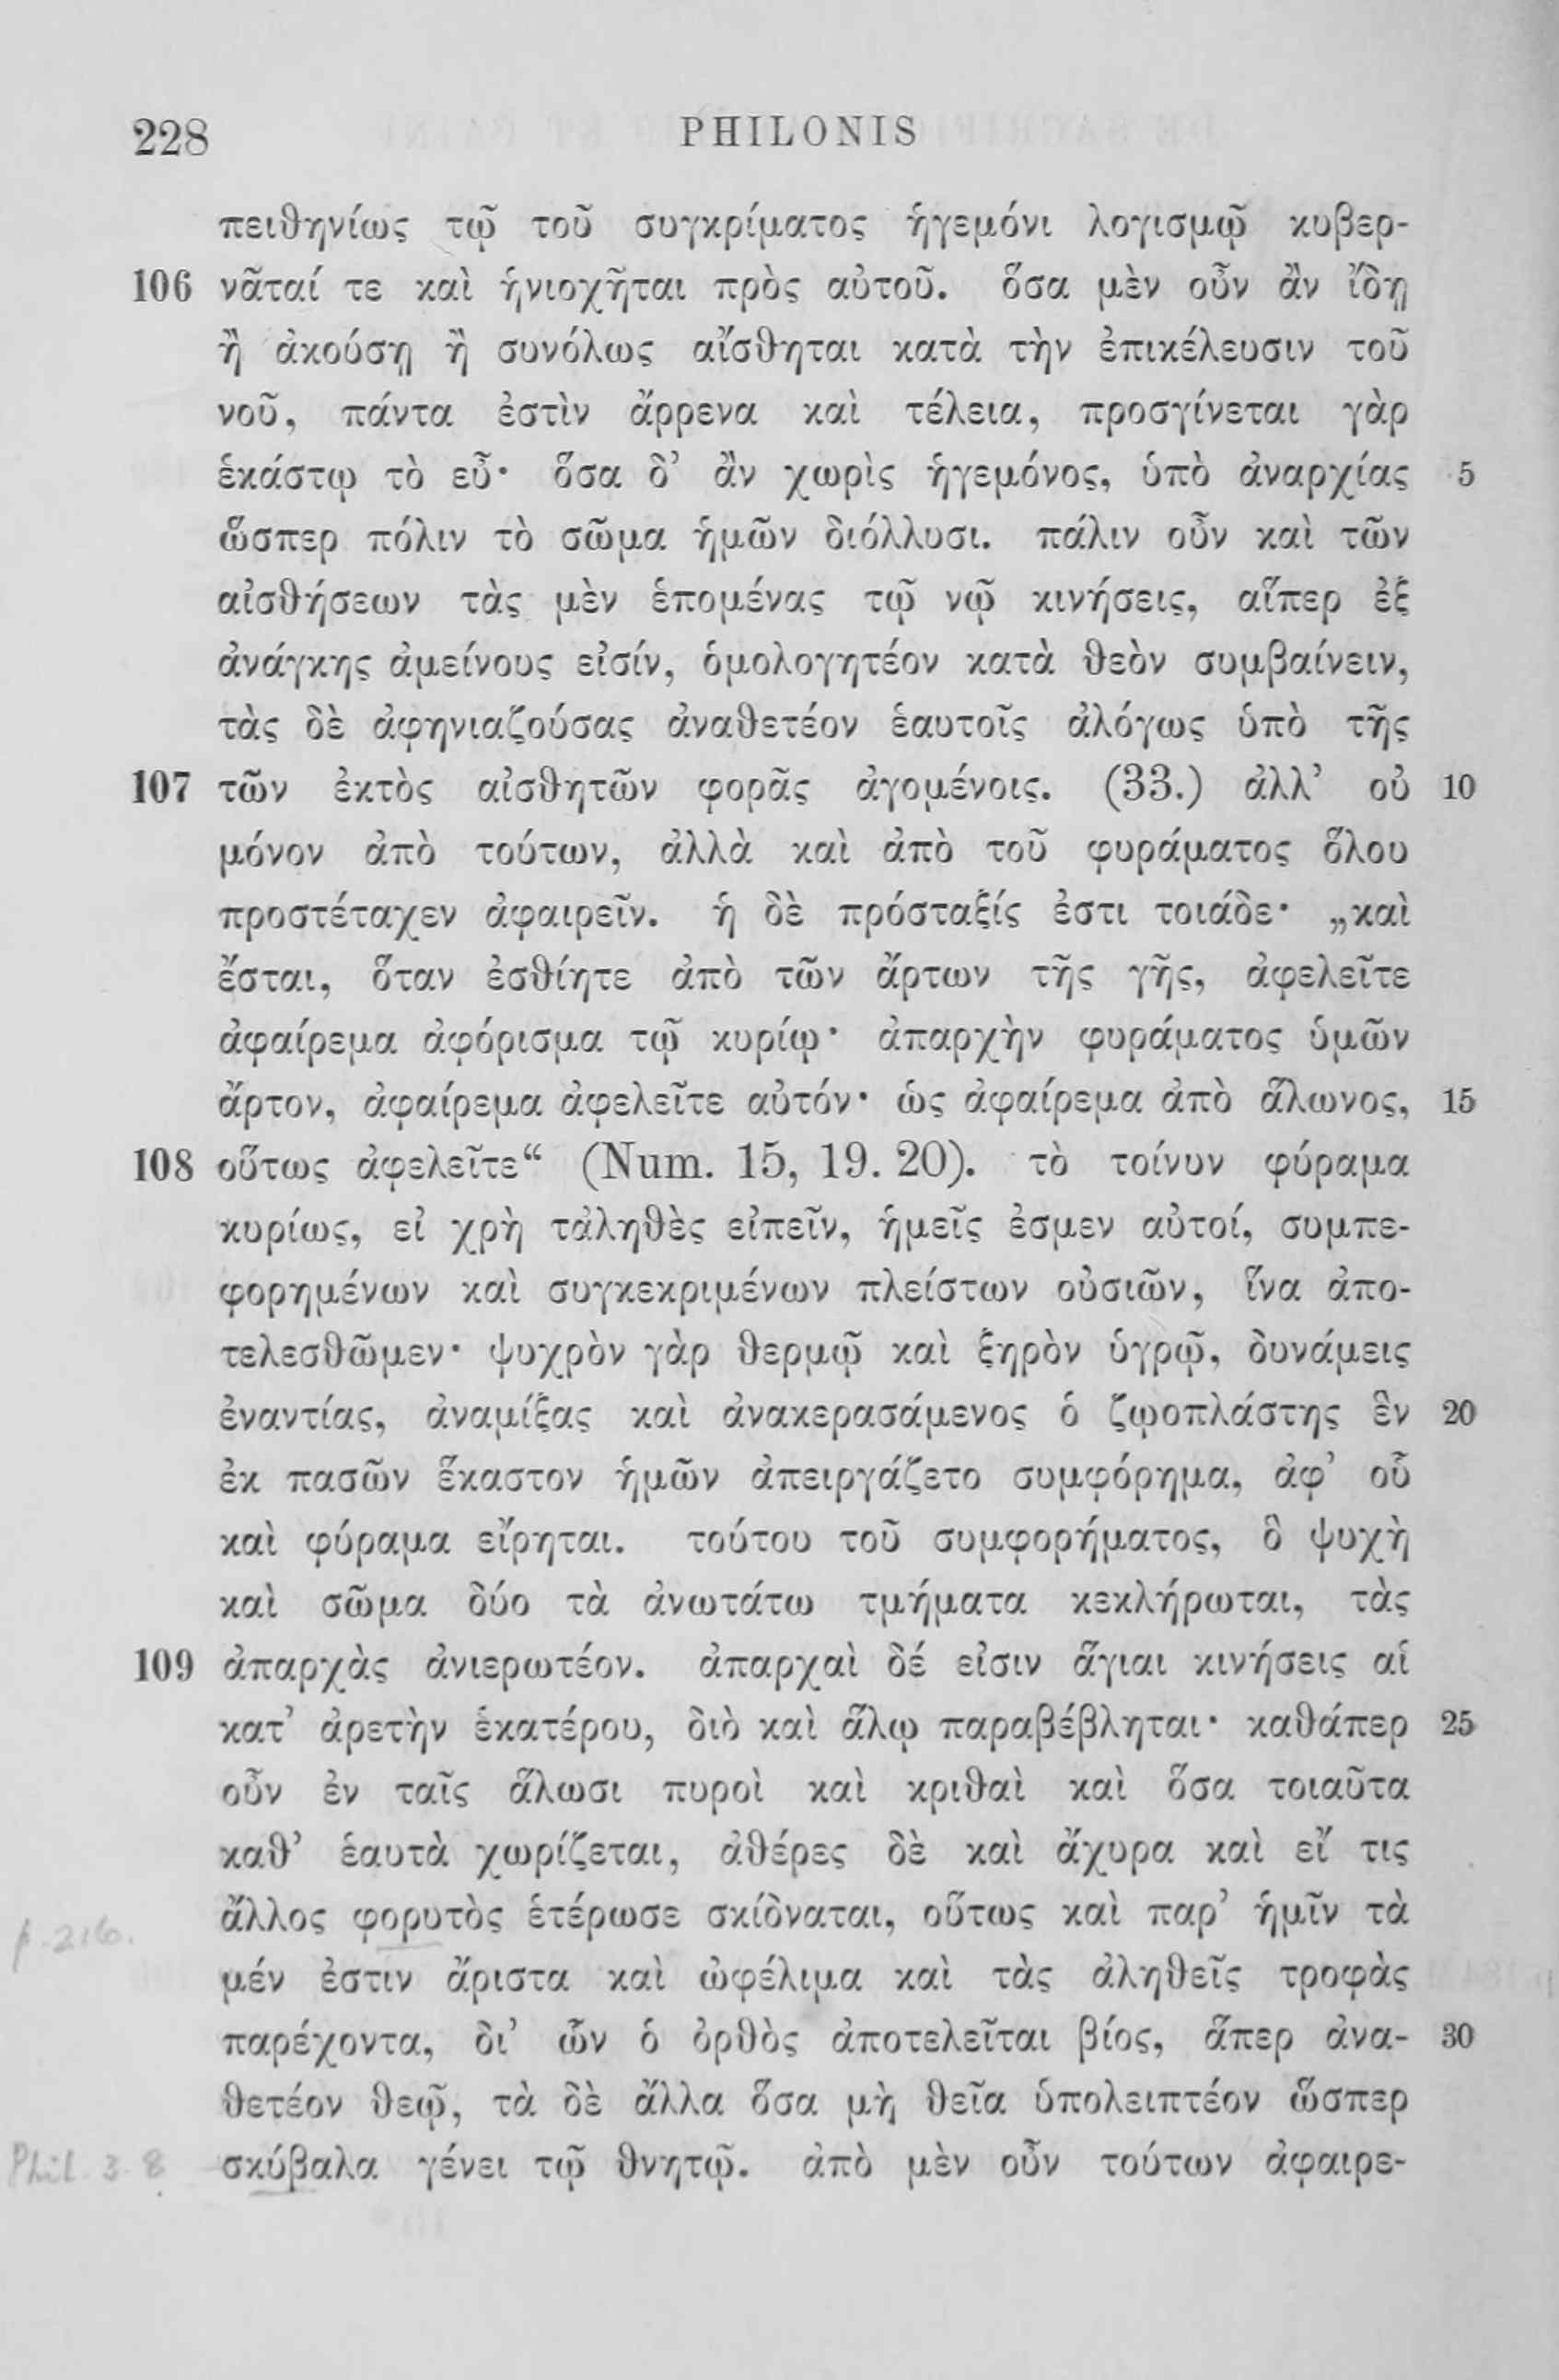 228 PHILONIS
πειθηνίως τῷ τοῦ συγκρίματος ἡγεμόνι λογισμῷ κυβερ-
106 νᾶταί τε καὶ ἡνιοχῆται πρὸς αὐτοῦ. ὅσα μὲν οὖν ἂν ἴδῃ
ἢ ἀκούσῃ ἢ συνόλως αἴσθηται κατὰ τὴν ἐπικέλευσιν τοῦ
νοῦ, πάντα ἐστὶν ἄρρενα καὶ τέλεια, προσγίνεται γὰρ
ἑκάστῳ τὸ εὖ· ὅσα δ’ ἂν χωρὶς ἡγεμόνος, ὑπὸ ἀναρχίας 5
ὥσπερ πόλιν τὸ σῶμα ἡμῶν διόλλυσι. πάλιν οὖν καὶ τῶν
αἰσθήσεων τὰς μὲν ἑπομένας τῷ νῷ κινήσεις, αἵπερ ἐξ
ἀνάγκης ἀμείνους εἰσίν, ὁμολογητέον κατὰ θεὸν συμβαίνειν,
τὰς δὲ ἀφηνιαζούσας ἀναθετέον ἑαυτοῖς ἀλόγως ὑπὸ τῆς
107 τῶν ἐκτὸς αἰσθητῶν φορᾶς ἀγομένοις. (33.) ἀλλ’ οὐ 10
μόνον ἀπὸ τούτων, ἀλλὰ καὶ ἀπὸ τοῦ φυράματος ὅλου
προστέταχεν ἀφαιρεῖν. ἡ δὲ πρόσταξίς ἐστι τοιάδε· „καὶ
ἔσται, ὅταν ἐσθίητε ἀπὸ τῶν ἄρτων τῆς γῆς, ἀφελεῖτε
ἀφαίρεμα ἀφόρισμα τῷ κυρίῳ· ἀπαρχὴν φυράματος ὑμῶν
ἄρτον, ἀφαίρεμα ἀφελεῖτε αὐτόν· ὡς ἀφαίρεμα ἀπὸ ἅλωνος, 15
108 οὕτως ἀφελεῖτε“ (Num. 15, 19. 20). τὸ τοίνυν φύραμα
κυρίως, εἰ χρὴ τἀληθὲς εἰπεῖν, ἡμεῖς ἐσμεν αὐτοί, συμπε-
φορημένων καὶ συγκεκριμένων πλείστων οὐσιῶν, ἵνα ἀπο-
τελεσθῶμεν· ψυχρὸν γὰρ θερμῷ καὶ ξηρὸν ὑγρῷ, δυνάμεις
ἐναντίας, ἀναμίξας καὶ ἀνακερασάμενος ὁ ζῳοπλάστης ἓν 20
ἐκ πασῶν ἕκαστον ἡμῶν ἀπειργάζετο συμφόρημα, ἀφ’ οὗ
καὶ φύραμα εἴρηται. τούτου τοῦ συμφορήματος, ὃ ψυχὴ
καὶ σῶμα δύο τὰ ἀνωτάτω τμήματα κεκλήρωται, τὰς
109 ἀπαρχὰς ἀνιερωτέον. ἀπαρχαὶ δέ εἰσιν ἅγιαι κινήσεις αἱ
κατ’ ἀρετὴν ἑκατέρου, διὸ καὶ ἅλῳ παραβέβληται· καθάπερ 25
οὖν ἐν ταῖς ἅλωσι πυροὶ καὶ κριθαὶ καὶ ὅσα τοιαῦτα
καθ’ ἑαυτὰ χωρίζεται, ἀθέρες δὲ καὶ ἄχυρα καὶ εἴ τις
ἄλλος φορυτὸς ἑτέρωσε σκίδναται, οὕτως καὶ παρ’ ἡμῖν τὰ
p. 216.
μέν ἐστιν ἄριστα καὶ ὠφέλιμα καὶ τὰς ἀληθεῖς τροφὰς
παρέχοντα, δι’ ὧν ὁ ὀρθὸς ἀποτελεῖται βίος, ἅπερ ἀνα- 30
θετέον θεῷ, τὰ δὲ ἄλλα ὅσα μὴ θεῖα ὑπολειπτέον ὥσπερ
Phil. 3. 8 σκύβαλα γένει τῷ θνητῷ. ἀπὸ μὲν οὖν τούτων ἀφαιρε-